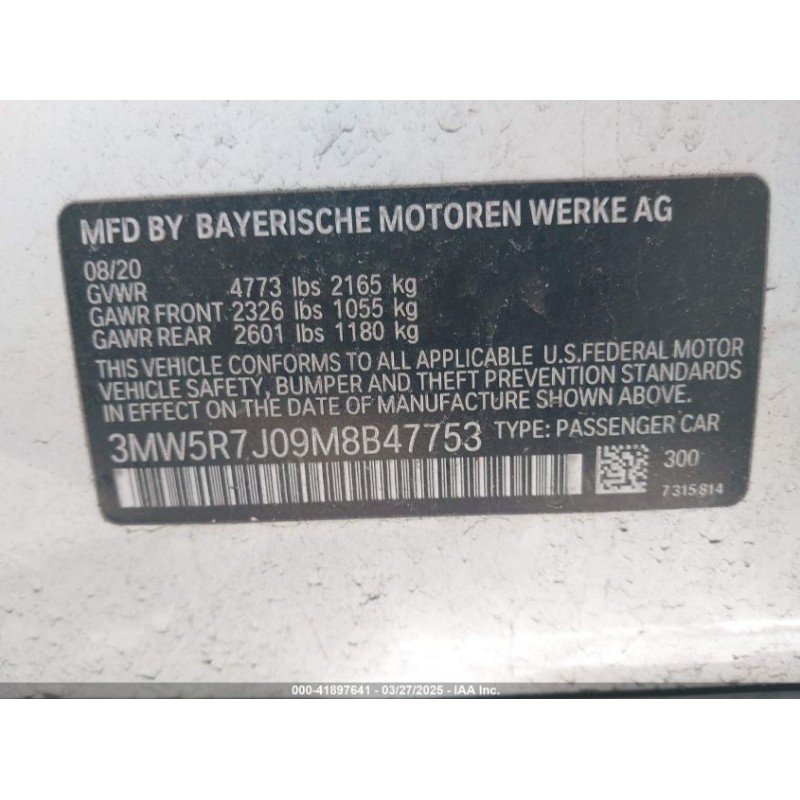 MFD BY BAYERISCHE MOTOREN WERKE AG
08/20
GVWR 4773 lbs 2165 kg
GAWR FRONT 2326 lbs 1055 kg
GAWR REAR 2601 lbs 1180 kg
THIS VEHICLE CONFORMS TO ALL APPLICABLE U.S.FEDERAL MOTOR
VEHICLE SAFETY, BUMPER AND THEFT PREVENTION STANDARDS
IN EFFECT ON THE DATE OF MANUFACTURE SHOWN ABOVE.
3MW5R7J09M8B47753 TYPE: PASSENGER CAR
300
7315814
000-41897641 - 03/27/2025 - IAA Inc.